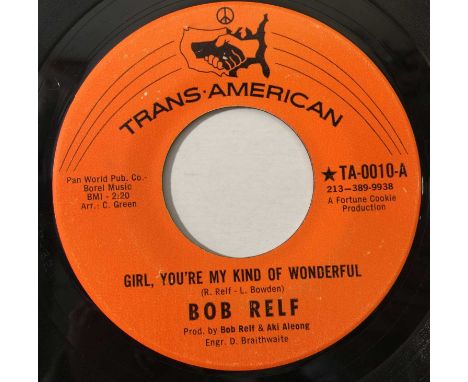 TRANS·AMERICAN
Pan World Pub. Co.-
Borel Music
BMI - 2:20
Arr.: C. Green
★TA-0010-A
213-389-9938
A Fortune Cookie
Production
GIRL, YOU'RE MY KIND OF WONDERFUL
(R. Relf - L. Bowden)
BOB RELF
Prod. by Bob Relf & Aki Aleong
Engr. D. Braithwaite